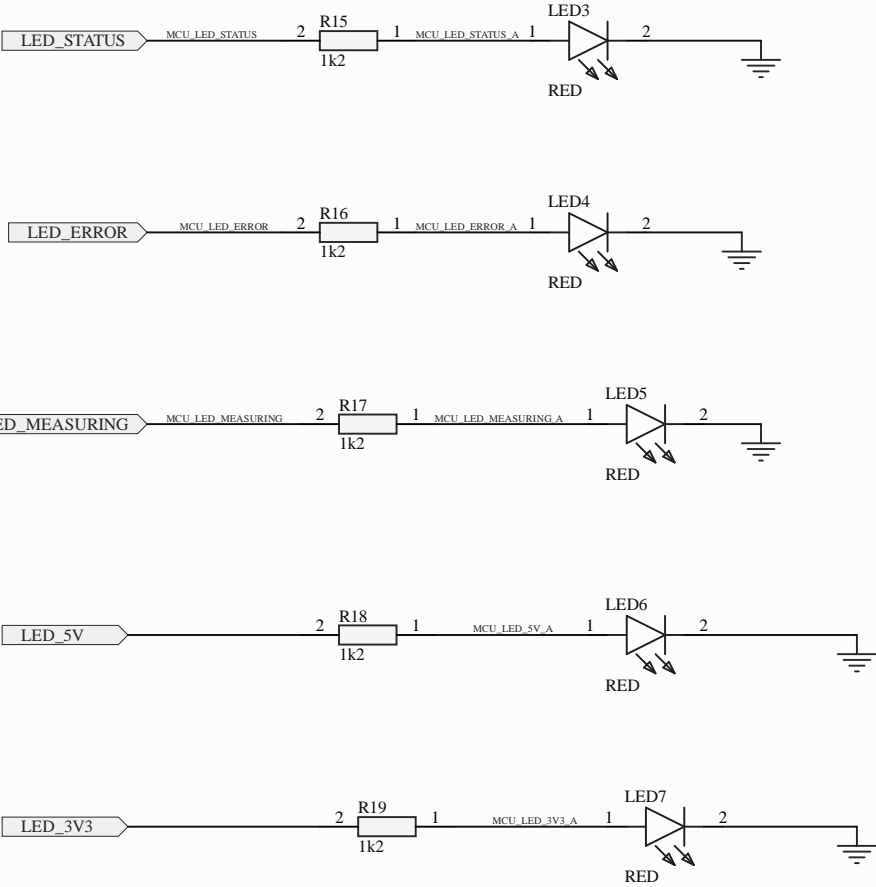 LED3
R15
LED_STATUS MCU_LED_STATUS 2 1 MCU_LED_STATUS_A 1 2
1k2
RED
LED4
R16
LED_ERROR MCU_LED_ERROR 2 1 MCU_LED_ERROR_A 1 2
1k2
RED
LED5
R17
ED_MEASURING MCU_LED_MEASURING 2 1 MCU_LED_MEASURING_A 1 2
1k2
RED
LED6
R18
LED_5V 2 1 MCU_LED_5V_A 1 2
1k2
RED
LED7
R19
LED_3V3 2 1 MCU_LED_3V3_A 1 2
1k2
RED